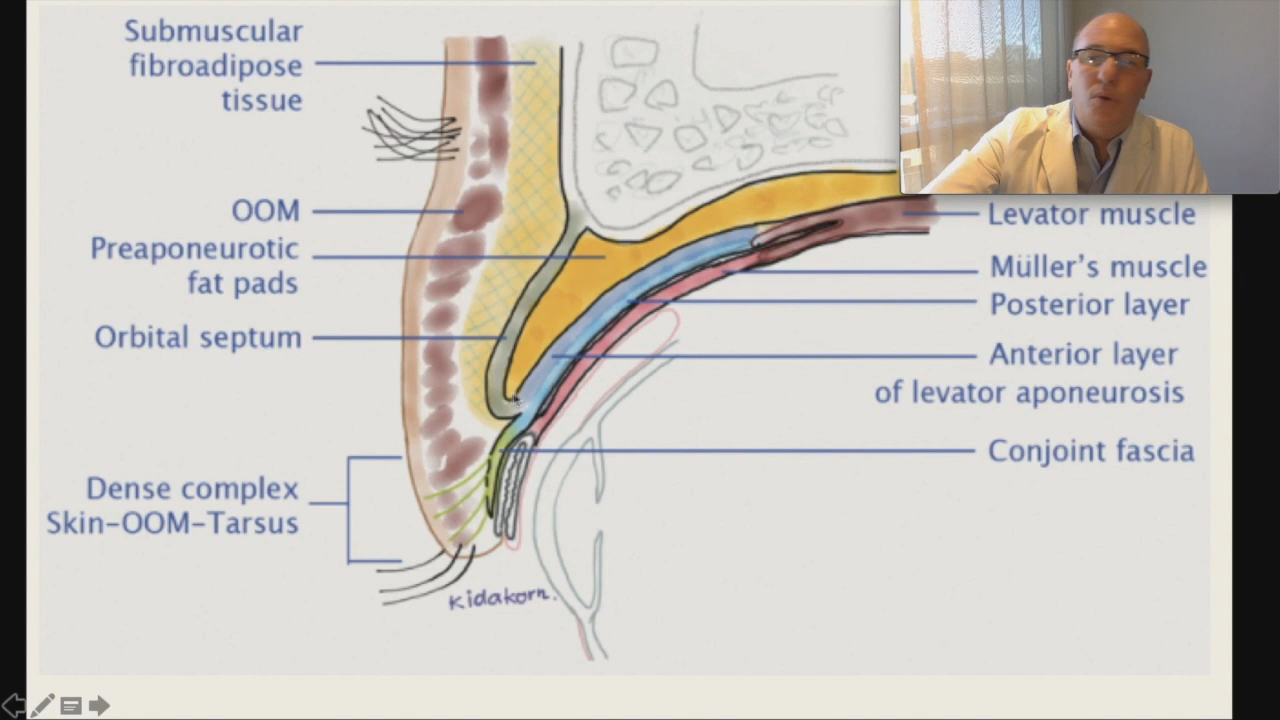 Submuscular
fibroadipose
tissue
OOM
Preaponeurotic
fat pads
Orbital septum
Dense complex
Skin-OOM-Tarsus
Levator muscle
Müller's muscle
Posterior layer
Anterior layer
of levator aponeurosis
Conjoint fascia
Kidakorn.